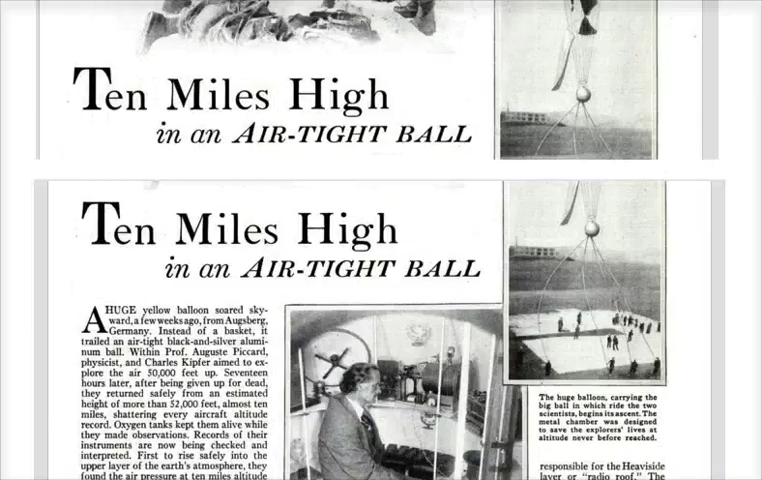 Ten Miles High
in an AIR-TIGHT BALL
Ten Miles High
in an AIR-TIGHT BALL
A HUGE yellow balloon soared sky-
ward, a few weeks ago, from Augsberg,
Germany. Instead of a basket, it
trailed an air-tight black-and-silver alumi-
num ball. Within Prof. Auguste Piccard,
physicist, and Charles Kipfer aimed to ex-
plore the air 50,000 feet up. Seventeen
hours later, after being given up for dead,
they returned safely from an estimated
height of more than 52,000 feet, almost ten
miles, shattering every aircraft altitude
record. Oxygen tanks kept them alive while
they made observations. Records of their
instruments are now being checked and
interpreted. First to rise safely into the
upper layer of the earth's atmosphere, they
found the air pressure at ten miles altitude
The huge balloon, carrying the
big ball in which ride the two
scientists, begins its ascent. The
metal chamber was designed
to save the explorers' lives at
altitude never before reached.
responsible for the Heaviside
layer or "radio roof." The